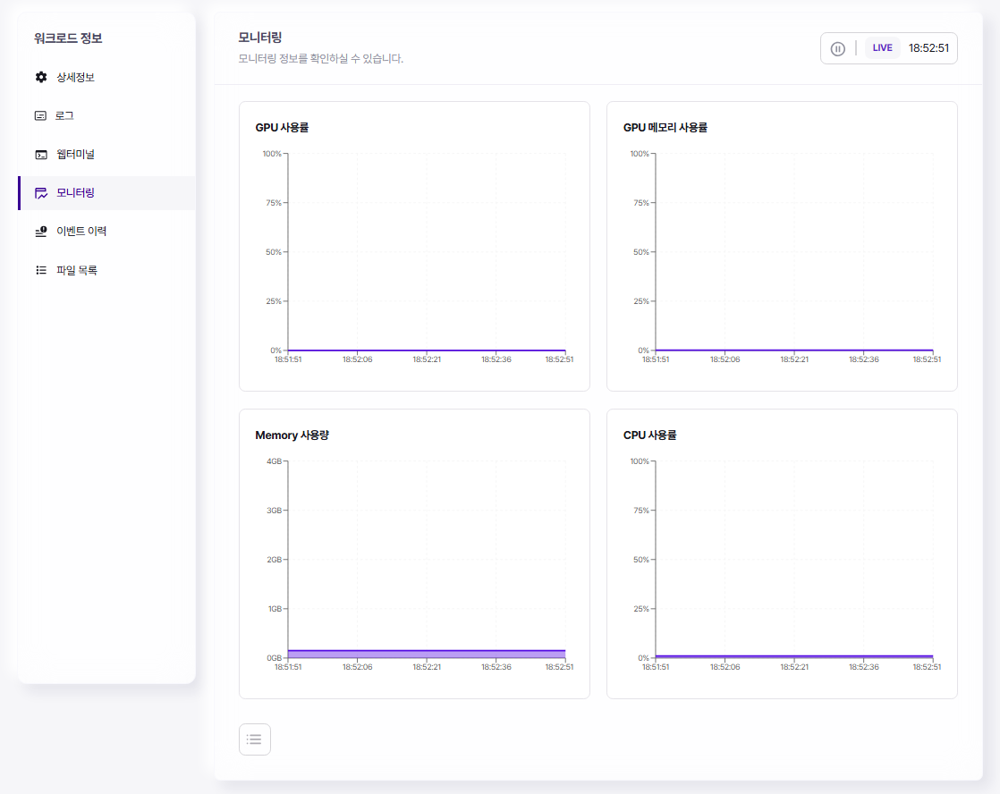 워크로드 정보
상세정보
로그
웹터미널
모니터링
이벤트 이력
파일 목록
모니터링
모니터링 정보를 확인하실 수 있습니다.
LIVE 18:52:51
GPU 사용률
100%
75%
50%
25%
0%
18:51:51 18:52:06 18:52:21 18:52:36 18:52:51
GPU 메모리 사용률
100%
75%
50%
25%
0%
18:51:51 18:52:06 18:52:21 18:52:36 18:52:51
Memory 사용량
4GB
3GB
2GB
1GB
0GB
18:51:51 18:52:06 18:52:21 18:52:36 18:52:51
CPU 사용률
100%
75%
50%
25%
0%
18:51:51 18:52:06 18:52:21 18:52:36 18:52:51